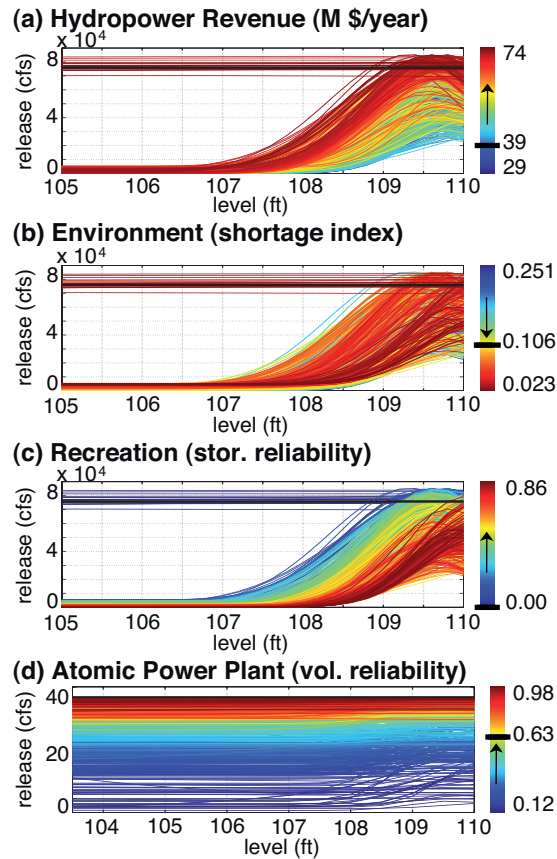 (a) Hydropower Revenue (M $/year)
x 10⁴
release (cfs)
8
4
0
105 106 107 108 109 110
level (ft)
74
39
29
(b) Environment (shortage index)
x 10⁴
release (cfs)
8
4
0
105 106 107 108 109 110
level (ft)
0.251
0.106
0.023
(c) Recreation (stor. reliability)
x 10⁴
release (cfs)
8
4
0
105 106 107 108 109 110
level (ft)
0.86
0.00
(d) Atomic Power Plant (vol. reliability)
release (cfs)
40
20
0
104 105 106 107 108 109 110
level (ft)
0.98
0.63
0.12